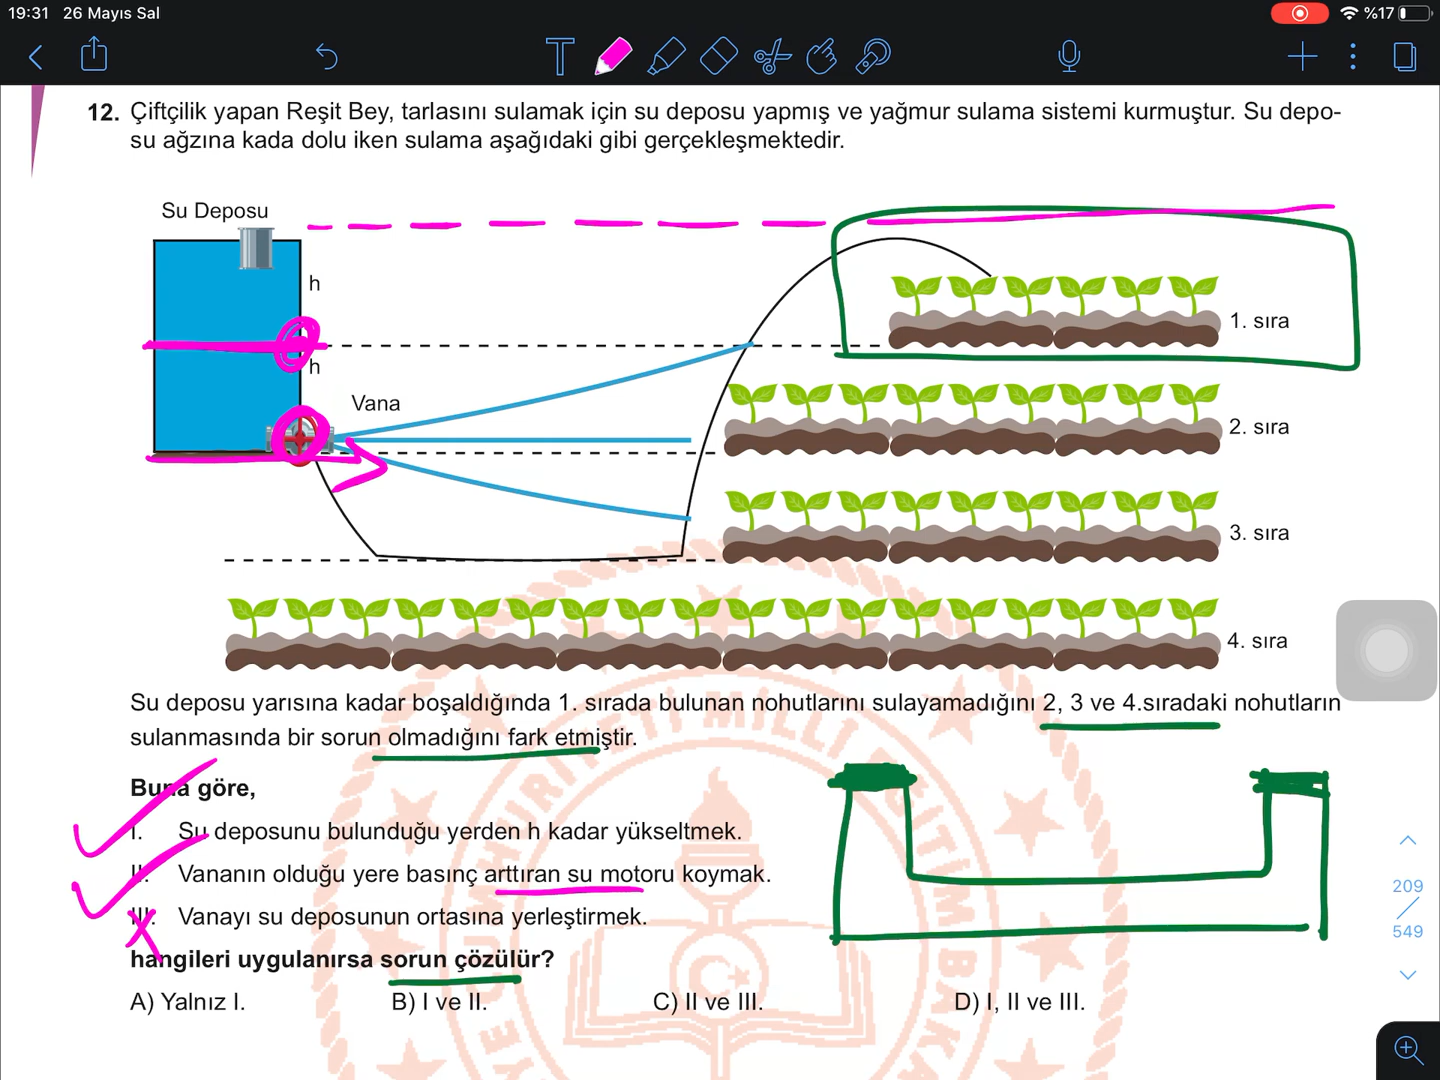 19:31 26 Mayıs Sal
%17
12. Çiftçilik yapan Reşit Bey, tarlasını sulamak için su deposu yapmış ve yağmur sulama sistemi kurmuştur. Su depo-
su ağzına kada dolu iken sulama aşağıdaki gibi gerçekleşmektedir.
Su Deposu
h
1. sıra
h
Vana
2. sıra
3. sıra
4. sıra
Su deposu yarısına kadar boşaldığında 1. sırada bulunan nohutlarını sulayamadığını 2, 3 ve 4.sıradaki nohutların
sulanmasında bir sorun olmadığını fark etmiştir.
Buna göre,
I. Su deposunu bulunduğu yerden h kadar yükseltmek.
II. Vananın olduğu yere basınç arttıran su motoru koymak.
III. Vanayı su deposunun ortasına yerleştirmek.
hangileri uygulanırsa sorun çözülür?
A) Yalnız I. B) I ve II. C) II ve III. D) I, II ve III.
209
549